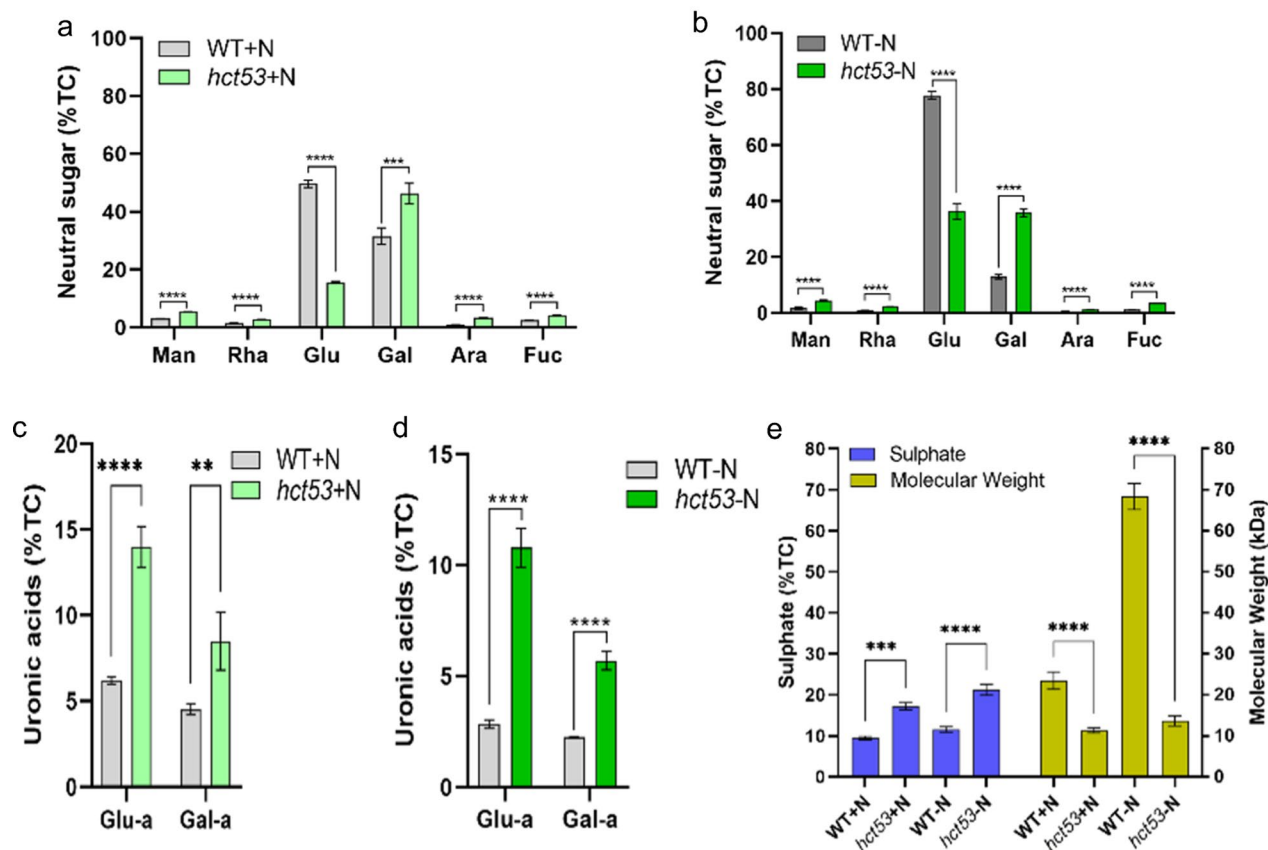 a
100
80
60
40
20
0
Neutral sugar (%TC)
WT+N
hct53+N
****
****
****
***
****
****
Man Rha Glu Gal Ara Fuc
b
100
80
60
40
20
0
Neutral sugar (%TC)
WT-N
hct53-N
****
****
****
****
****
****
Man Rha Glu Gal Ara Fuc
c
20
15
10
5
0
Uronic acids (%TC)
WT+N
hct53+N
****
**
Glu-a Gal-a
d
15
10
5
0
Uronic acids (%TC)
WT-N
hct53-N
****
****
Glu-a Gal-a
e
80
70
60
50
40
30
20
10
0
Sulphate (%TC)
Sulphate
Molecular Weight
***
****
****
****
80
70
60
50
40
30
20
10
0
Molecular Weight (kDa)
WT+N
hct53+N
WT-N
hct53-N
WT+N
hct53+N
WT-N
hct53-N